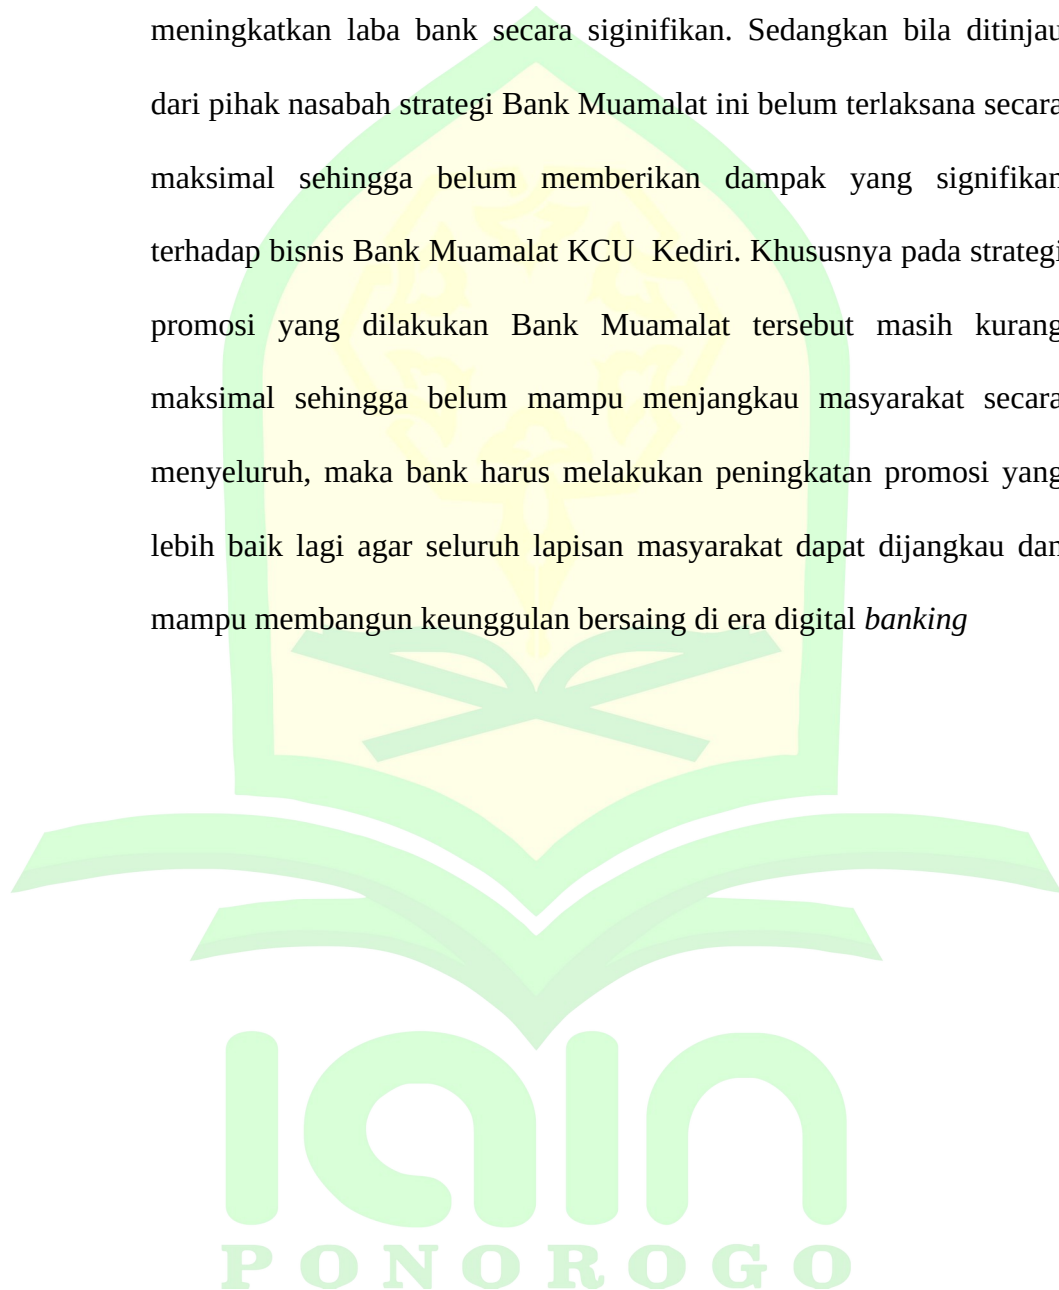 meningkatkan laba bank secara siginifikan. Sedangkan bila ditinjau
dari pihak nasabah strategi Bank Muamalat ini belum terlaksana secara
maksimal sehingga belum memberikan dampak yang signifikan
terhadap bisnis Bank Muamalat KCU  Kediri. Khususnya pada strategi
promosi yang dilakukan Bank Muamalat tersebut masih kurang
maksimal sehingga belum mampu menjangkau masyarakat secara
menyeluruh, maka bank harus melakukan peningkatan promosi yang
lebih baik lagi agar seluruh lapisan masyarakat dapat dijangkau dan
mampu membangun keunggulan bersaing di era digital banking
IAIN
PONOROGO